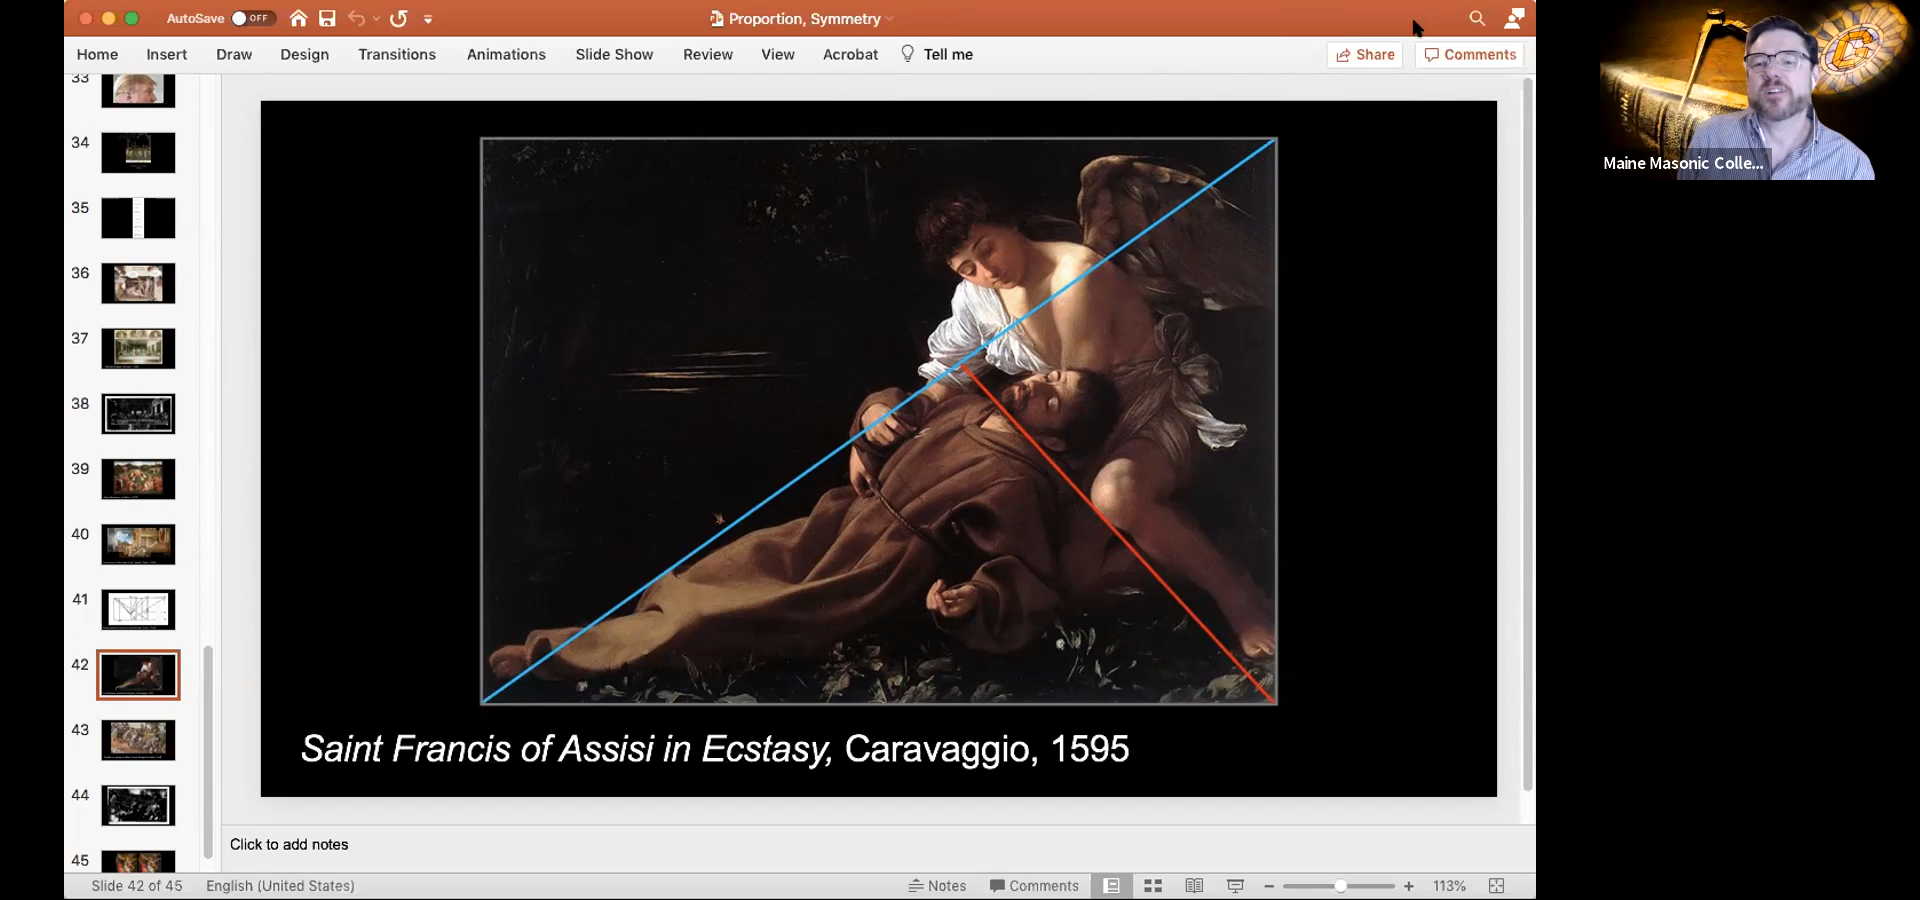 AutoSave OFF
Proportion, Symmetry
Home Insert Draw Design Transitions Animations Slide Show Review View Acrobat Tell me
Share Comments
33
34
35
36
37
38
39
40
41
42
43
44
45
Saint Francis of Assisi in Ecstasy, Caravaggio, 1595
Click to add notes
Slide 42 of 45 English (United States) Notes Comments 113%
G
Maine Masonic Colle...